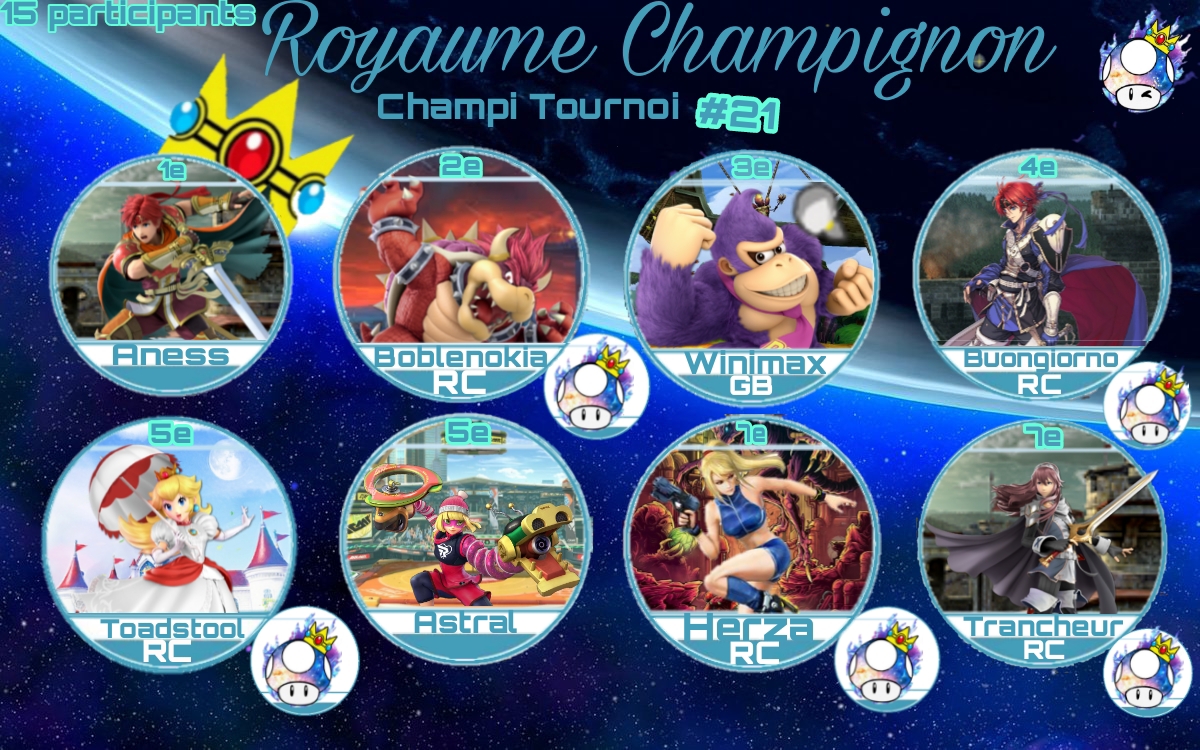 15 participants
Royaume Champignon
Champi Tournoi #21
1e
2e
3e
4e
Aness
Boblenokia
RC
Winimax
GB
Buongiorno
RC
5e
5e
7e
7e
Toadstool
RC
Astral
Herza
RC
Trancheur
RC